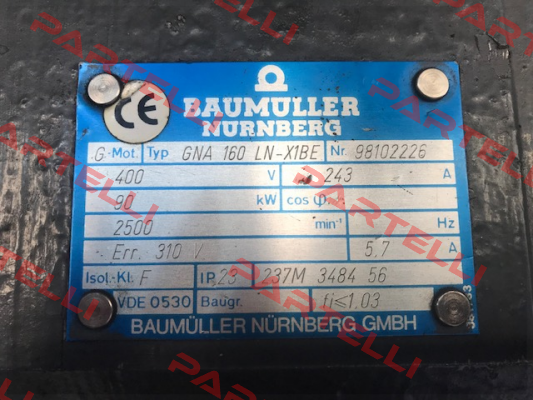 CE
BAUMÜLLER
NÜRNBERG
G-Mot. Typ GNA 160 LN-X1BE Nr. 98102226
400 V 243 A
90 kW cos φ
2500 min-1 Hz
Err. 310 V 5.7 A
Isol.-Kl. F IP 23 237M 3484 56
VDE 0530 Baugr. fi≤1.03
BAUMÜLLER NÜRNBERG GMBH
PARTELLI
PARTELLI
PARTELLI
PARTELLI